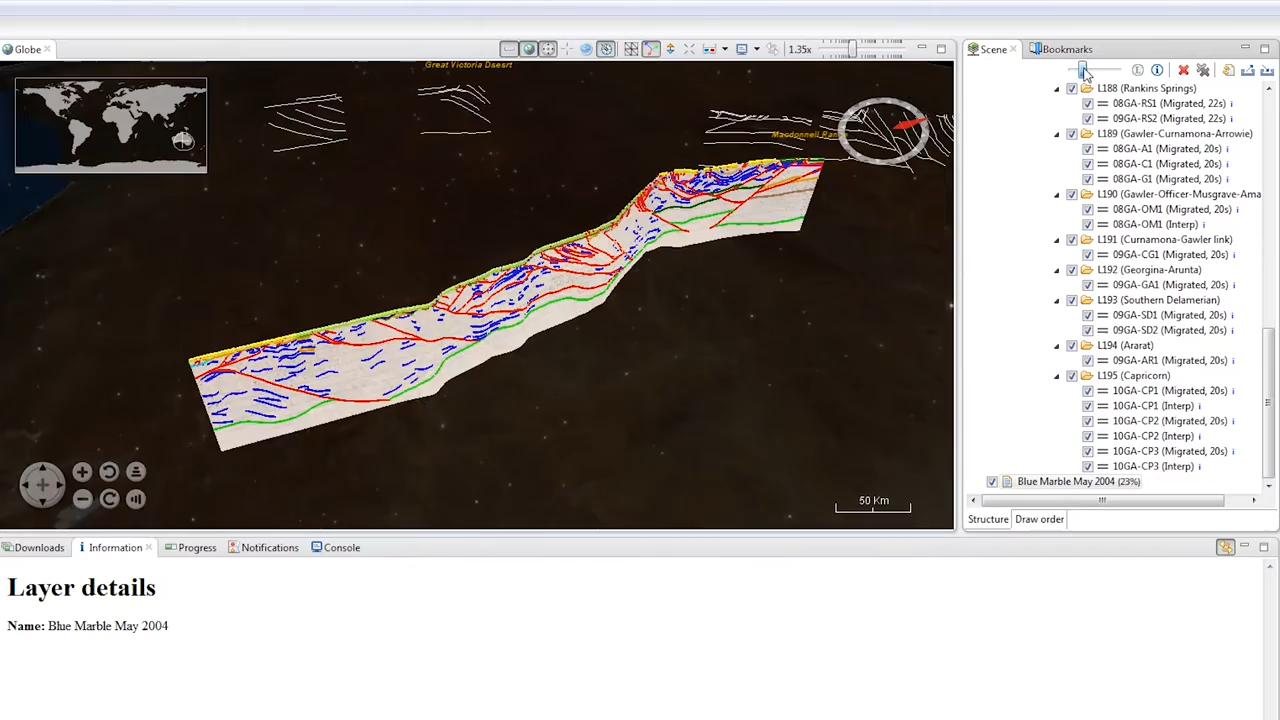 Globe
1.35x
Scene
Bookmarks
Great Victoria Dsesrt
Macdonnell Ran
50 Km
L188 (Rankins Springs)
08GA-RS1 (Migrated, 22s) i
09GA-RS2 (Migrated, 22s) i
L189 (Gawler-Curnamona-Arrowie)
08GA-A1 (Migrated, 20s) i
08GA-C1 (Migrated, 20s) i
08GA-G1 (Migrated, 20s) i
L190 (Gawler-Officer-Musgrave-Ama
08GA-OM1 (Migrated, 20s) i
08GA-OM1 (Interp) i
L191 (Curnamona-Gawler link)
09GA-CG1 (Migrated, 20s) i
L192 (Georgina-Arunta)
09GA-GA1 (Migrated, 20s) i
L193 (Southern Delamerian)
09GA-SD1 (Migrated, 20s) i
09GA-SD2 (Migrated, 20s) i
L194 (Ararat)
09GA-AR1 (Migrated, 20s) i
L195 (Capricorn)
10GA-CP1 (Migrated, 20s) i
10GA-CP1 (Interp) i
10GA-CP2 (Migrated, 20s) i
10GA-CP2 (Interp) i
10GA-CP3 (Migrated, 20s) i
10GA-CP3 (Interp) i
Blue Marble May 2004 (23%)
Structure Draw order
Downloads
Information
Progress
Notifications
Console
Layer details
Name: Blue Marble May 2004